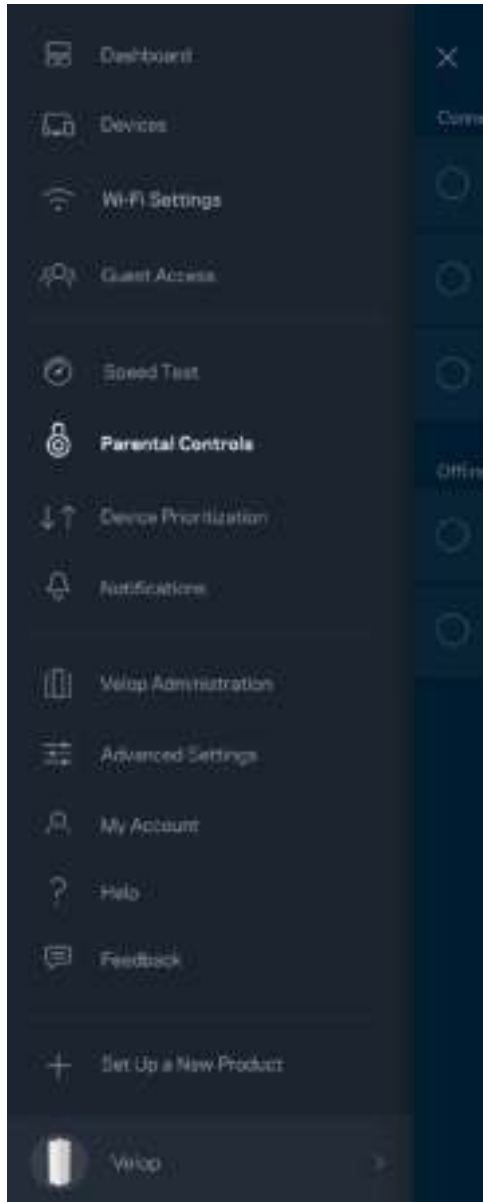 Dashboard
Devices
Wi-Fi Settings
Guest Access
Speed Test
Parental Controls
Device Prioritization
Notifications
Velop Administration
Advanced Settings
My Account
Help
Feedback
Set Up a New Product
Velop